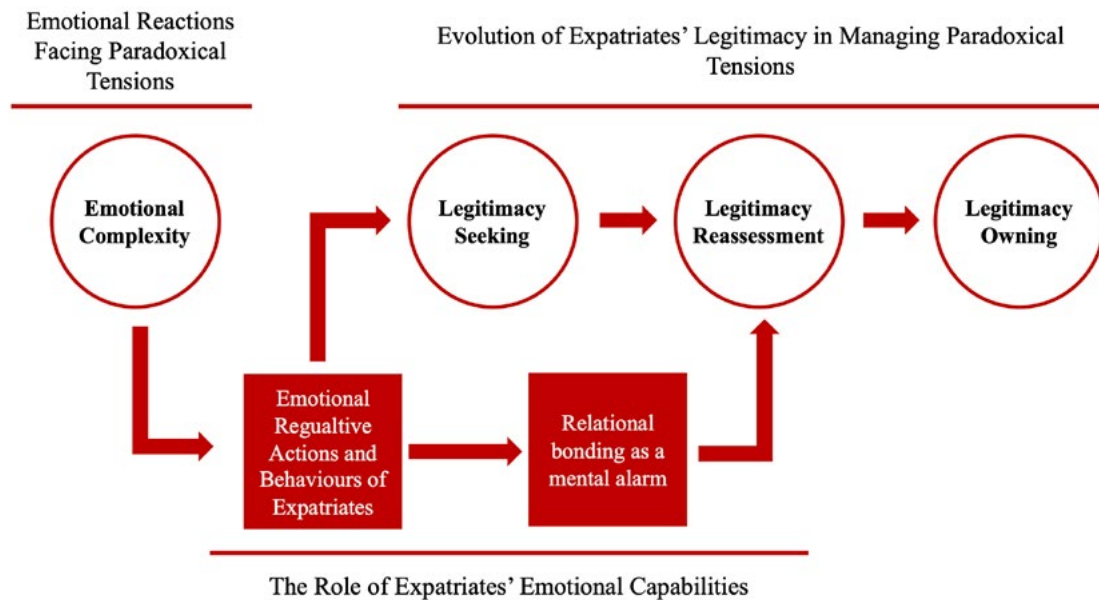 Emotional Reactions
Facing Paradoxical
Tensions
Evolution of Expatriates’ Legitimacy in Managing Paradoxical
Tensions
Emotional
Complexity
Legitimacy
Seeking
Legitimacy
Reassessment
Legitimacy
Owning
Emotional
Regualtive
Actions and
Behaviours of
Expatriates
Relational
bonding as a
mental alarm
The Role of Expatriates’ Emotional Capabilities